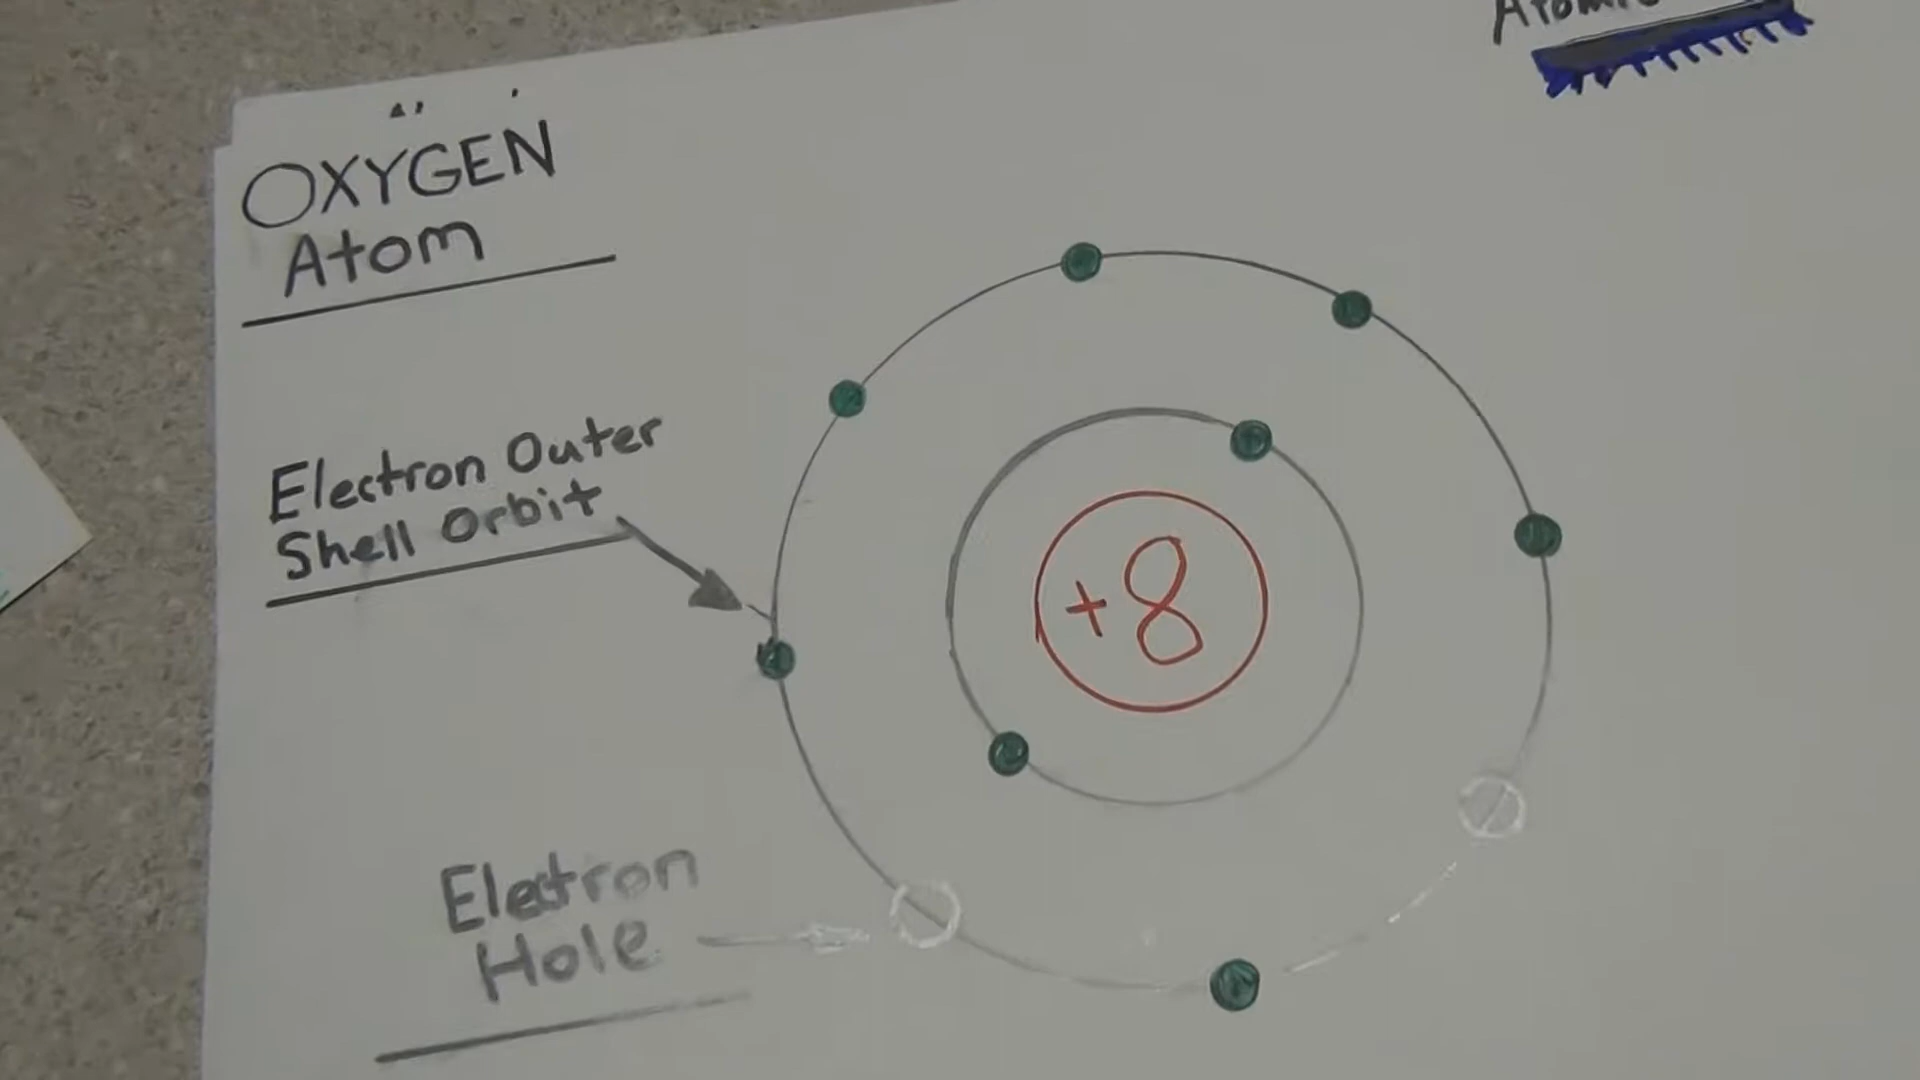 OXYGEN
Atom
Electron Outer
Shell Orbit
+8
Electron
Hole